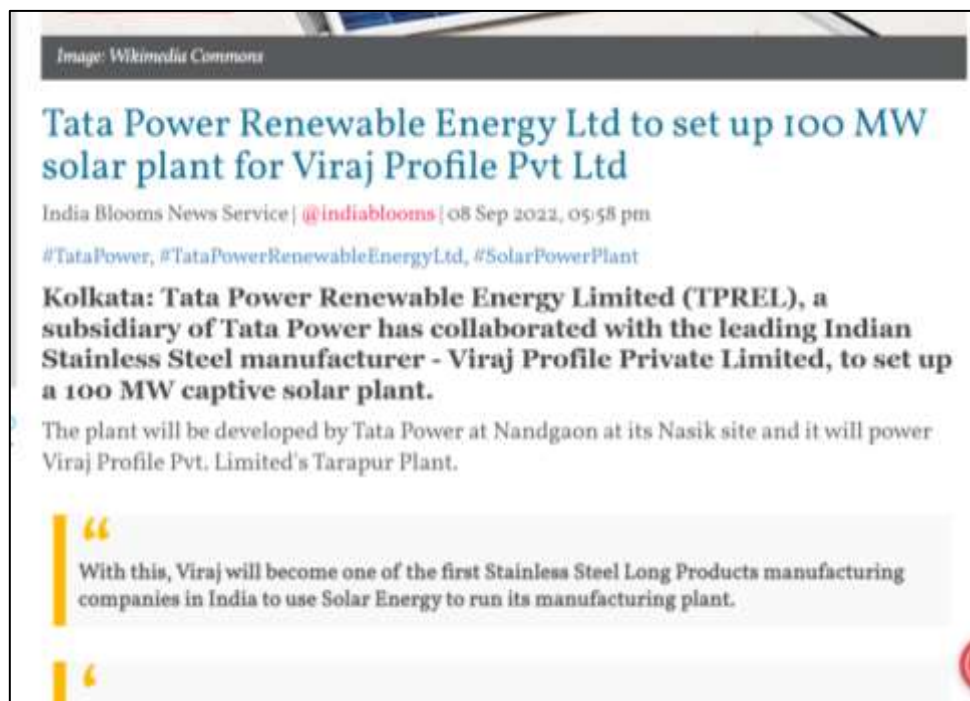 Image: Wikimedia Commons
Tata Power Renewable Energy Ltd to set up 100 MW
solar plant for Viraj Profile Pvt Ltd
India Blooms News Service | @indiablooms | 08 Sep 2022, 05:58 pm
#TataPower, #TataPowerRenewableEnergyLtd, #SolarPowerPlant
Kolkata: Tata Power Renewable Energy Limited (TPREL), a
subsidiary of Tata Power has collaborated with the leading Indian
Stainless Steel manufacturer - Viraj Profile Private Limited, to set up
a 100 MW captive solar plant.
The plant will be developed by Tata Power at Nandgaon at its Nasik site and it will power
Viraj Profile Pvt. Limited's Tarapur Plant.
“
With this, Viraj will become one of the first Stainless Steel Long Products manufacturing
companies in India to use Solar Energy to run its manufacturing plant.
‘